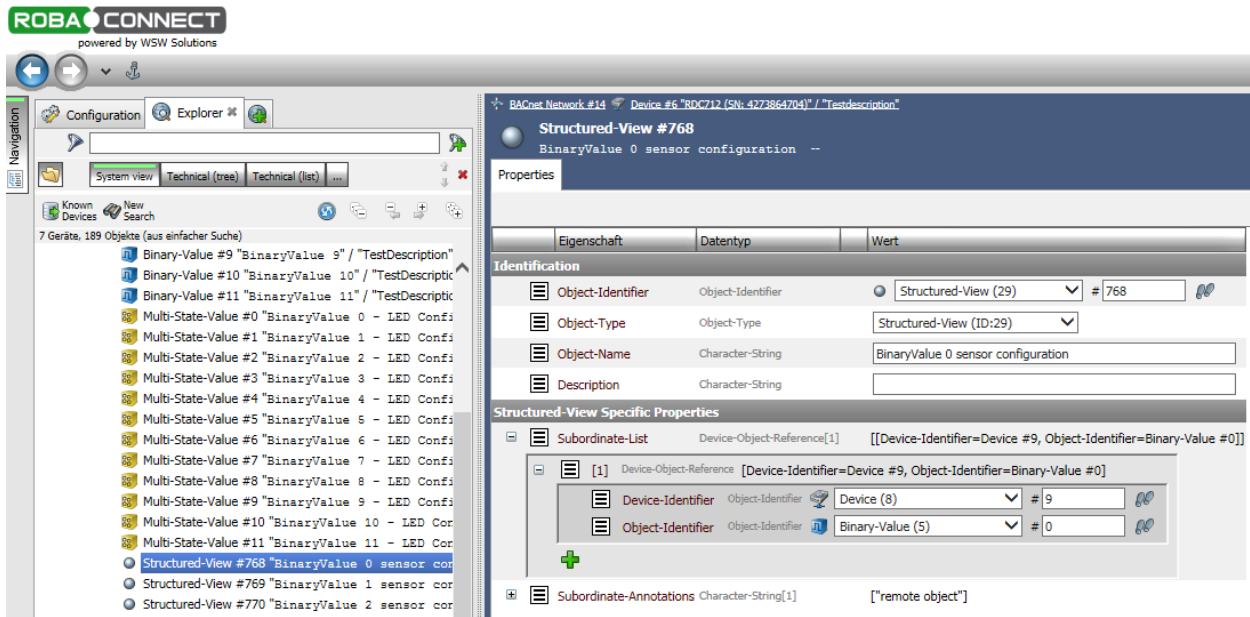 ROBA CONNECT
powered by WSW Solutions
Navigation
Configuration Explorer
System view Technical (tree) Technical (list) ...
Known Devices New Search
7 Geräte, 189 Objekte (aus einfacher Suche)
Binary-Value #9 "BinaryValue 9" / "TestDescription"
Binary-Value #10 "BinaryValue 10" / "TestDescriptic
Binary-Value #11 "BinaryValue 11" / "TestDescriptic
Multi-State-Value #0 "BinaryValue 0 - LED Confi
Multi-State-Value #1 "BinaryValue 1 - LED Confi
Multi-State-Value #2 "BinaryValue 2 - LED Confi
Multi-State-Value #3 "BinaryValue 3 - LED Confi
Multi-State-Value #4 "BinaryValue 4 - LED Confi
Multi-State-Value #5 "BinaryValue 5 - LED Confi
Multi-State-Value #6 "BinaryValue 6 - LED Confi
Multi-State-Value #7 "BinaryValue 7 - LED Confi
Multi-State-Value #8 "BinaryValue 8 - LED Confi
Multi-State-Value #9 "BinaryValue 9 - LED Confi
Multi-State-Value #10 "BinaryValue 10 - LED Cor
Multi-State-Value #11 "BinaryValue 11 - LED Cor
Structured-View #768 "BinaryValue 0 sensor cor
Structured-View #769 "BinaryValue 1 sensor cor
Structured-View #770 "BinaryValue 2 sensor cor
BACnet Network #14 Device #6 "RDC712 (SN: 4273864704)" / "Testdescription"
Structured-View #768
BinaryValue 0 sensor configuration --
Properties
Eigenschaft Datentyp Wert
Identification
Object-Identifier Object-Identifier Structured-View (29) # 768
Object-Type Object-Type Structured-View (ID:29)
Object-Name Character-String BinaryValue 0 sensor configuration
Description Character-String
Structured-View Specific Properties
Subordinate-List Device-Object-Reference[1] [[Device-Identifier=Device #9, Object-Identifier=Binary-Value #0]]
[1] Device-Object-Reference [Device-Identifier=Device #9, Object-Identifier=Binary-Value #0]
Device-Identifier Object-Identifier Device (8) # 9
Object-Identifier Object-Identifier Binary-Value (5) # 0
Subordinate-Annotations Character-String[1] ["remote object"]